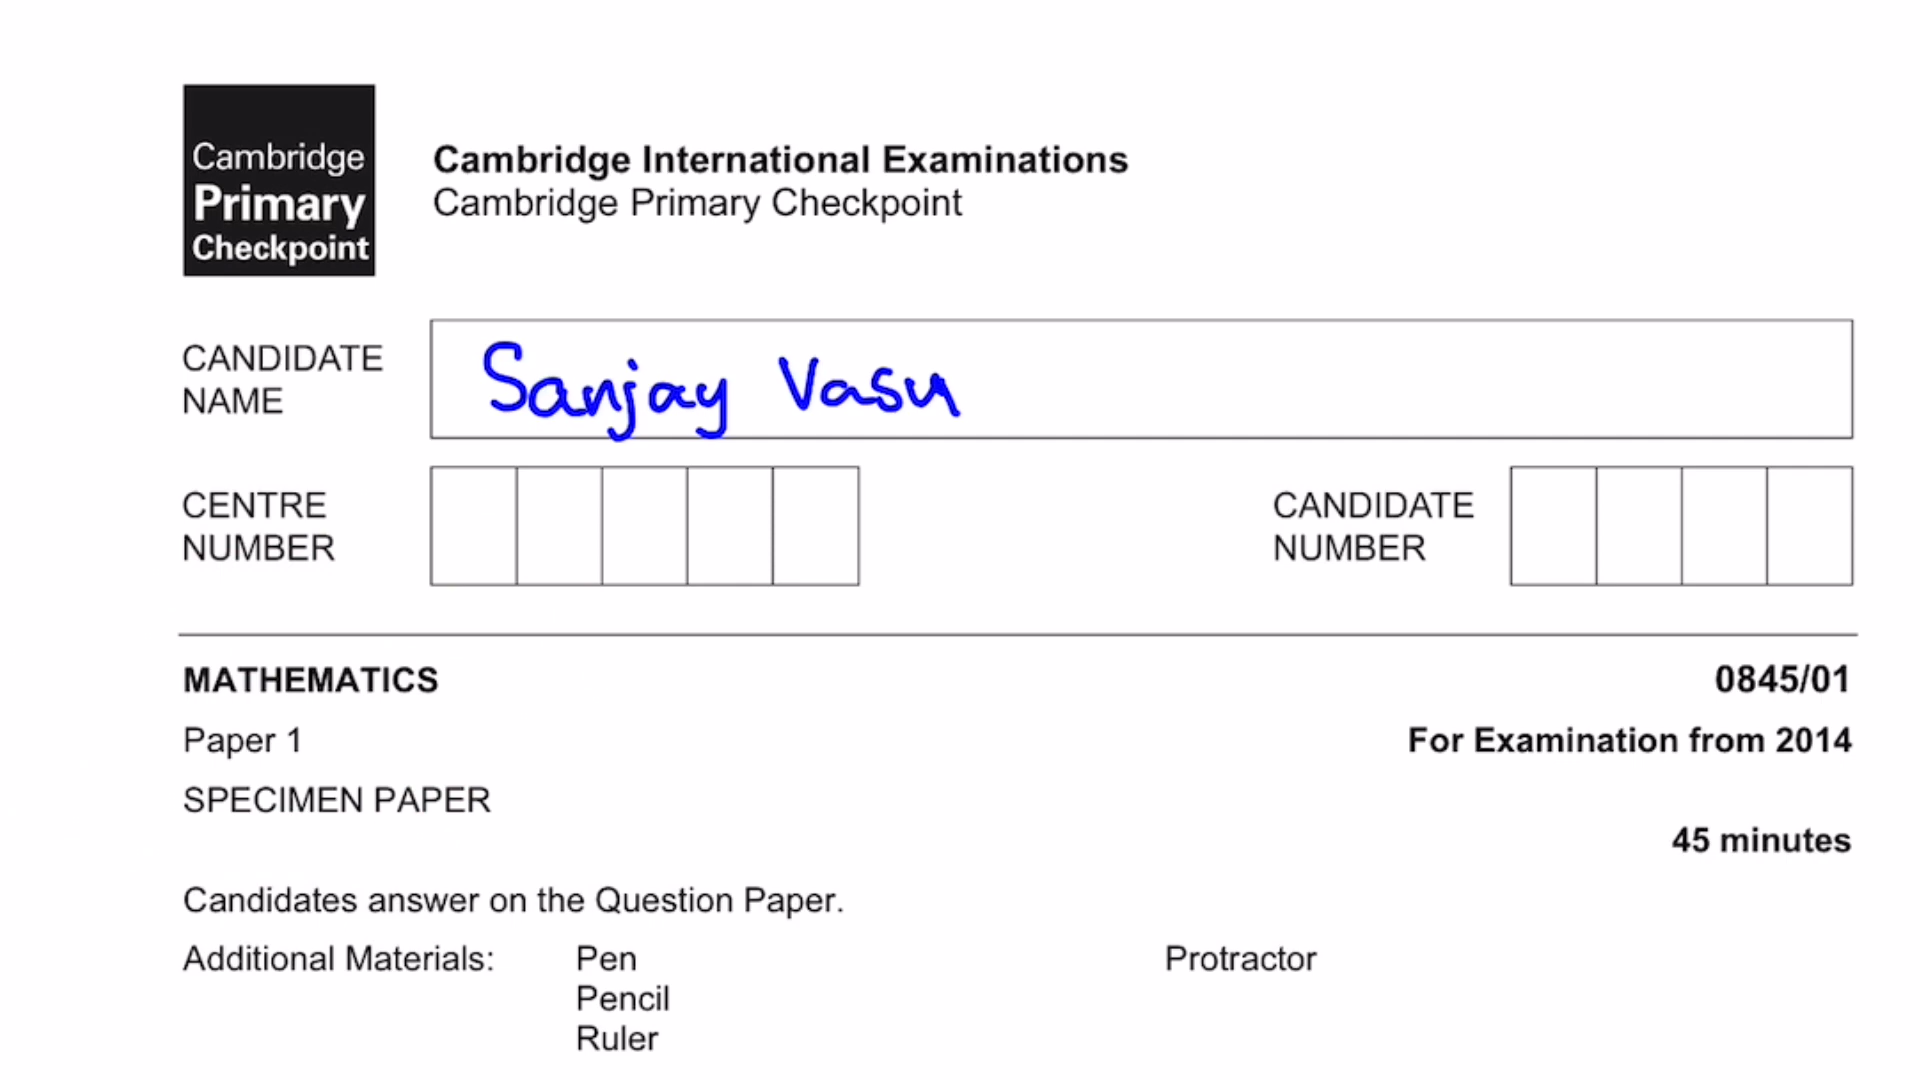 Cambridge
Primary
Checkpoint
Cambridge International Examinations
Cambridge Primary Checkpoint
CANDIDATE
NAME
Sanjay Vasu
CENTRE
NUMBER
CANDIDATE
NUMBER
MATHEMATICS 0845/01
Paper 1 For Examination from 2014
SPECIMEN PAPER
45 minutes
Candidates answer on the Question Paper.
Additional Materials: Pen Protractor
Pencil
Ruler